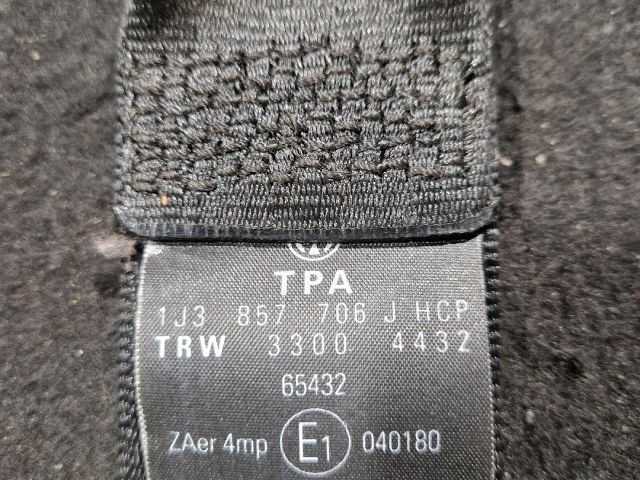 TPA
1J3 857 706 J HCP
TRW 3300 4432
65432
ZAer 4mp E1 040180